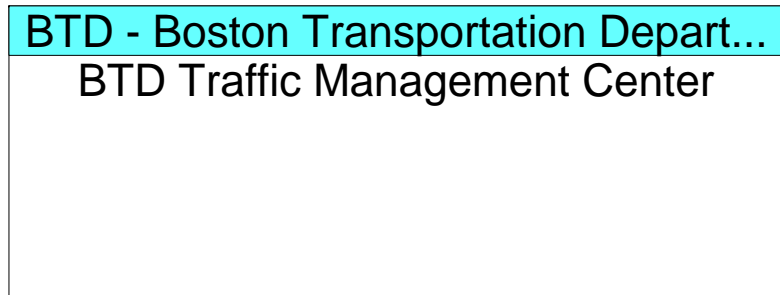 BTD - Boston Transportation Depart...
BTD Traffic Management Center